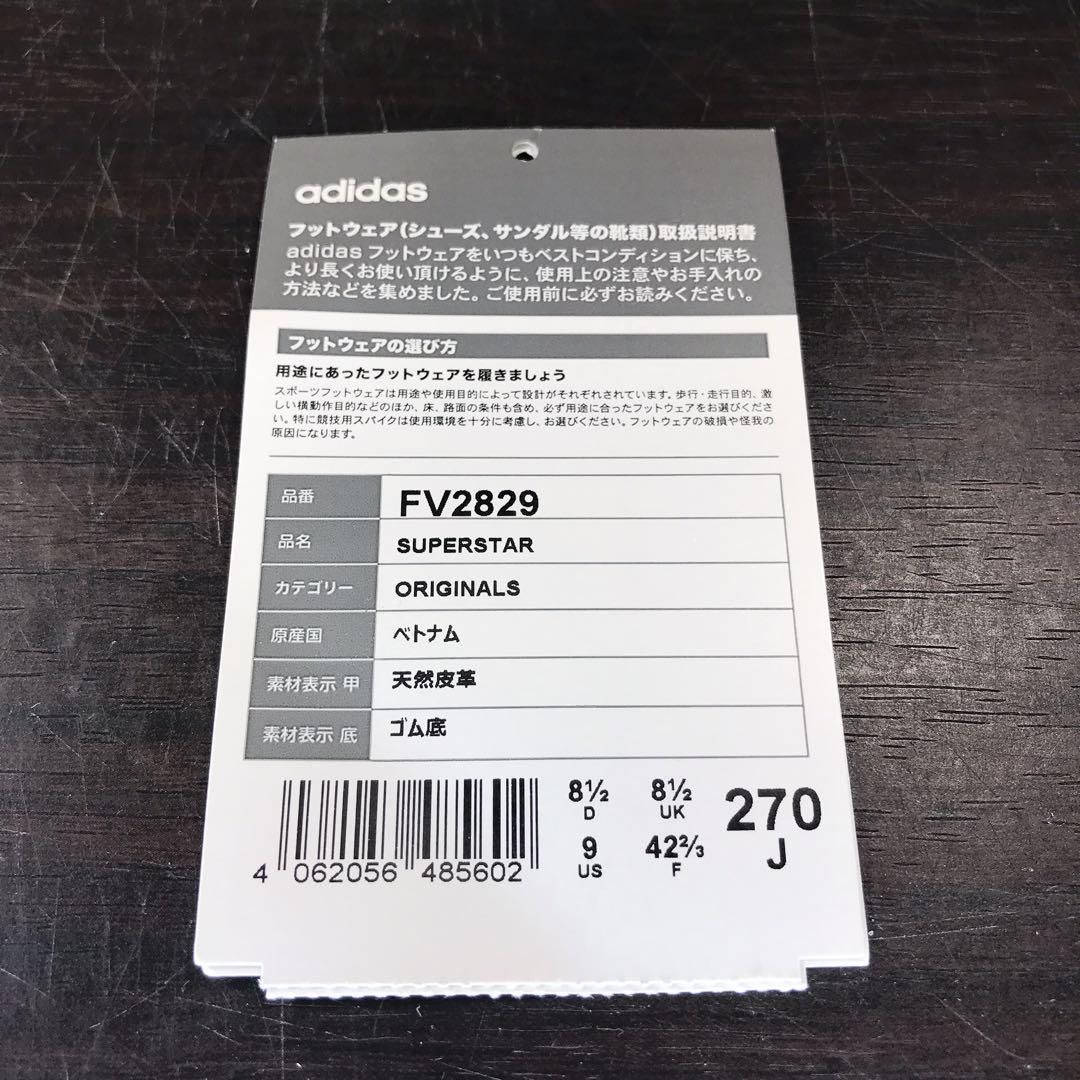 adidas
フットウェア(シューズ、サンダル等の靴類)取扱説明書
adidas フットウェアをいつもベストコンディションに保ち、
より長くお使い頂けるように、使用上の注意やお手入れの
方法などを集めました。ご使用前に必ずお読みください。
フットウェアの選び方
用途にあったフットウェアを履きましょう
スポーツフットウェアは用途や使用目的によって設計がそれぞれされています。歩行・走行目的、激
しい横動作目的などのほか、床、路面の条件も含め、必ず用途に合ったフットウェアをお選びくださ
い。特に競技用スパイクは使用環境を十分に考慮し、お選びください。フットウェアの破損や怪我の
原因になります。
品番 FV2829
品名 SUPERSTAR
カテゴリー ORIGINALS
原産国 ベトナム
素材表示 甲 天然皮革
素材表示 底 ゴム底
8½ 8½ 270
D UK J
9 42⅔
US F
4 062056 485602